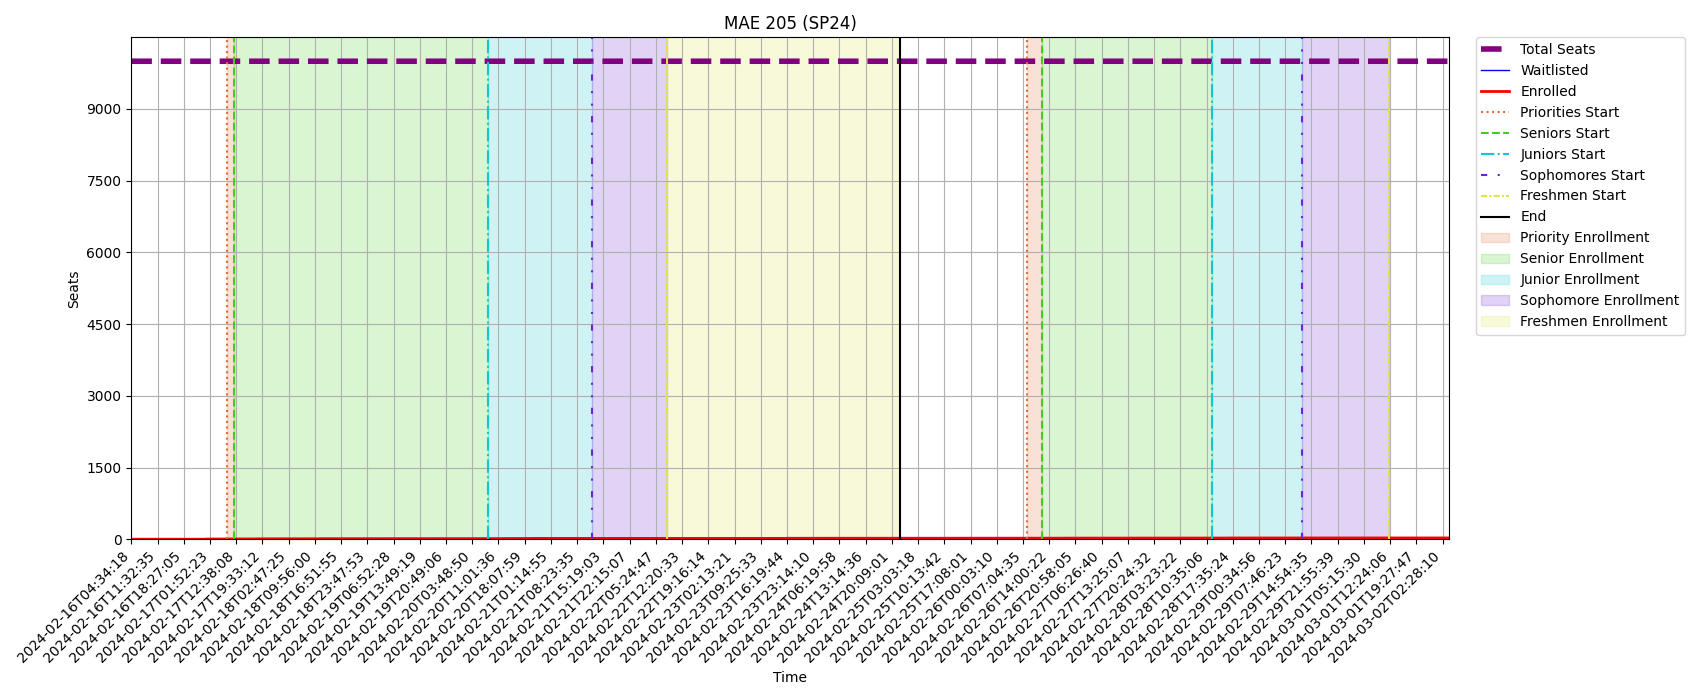 MAE 205 (SP24)
Total Seats
Waitlisted
Enrolled
Priorities Start
Seniors Start
Juniors Start
Sophomores Start
Freshmen Start
End
Priority Enrollment
Senior Enrollment
Junior Enrollment
Sophomore Enrollment
Freshmen Enrollment
Seats
9000
7500
6000
4500
3000
1500
0
2024-02-16T04:34:18
2024-02-16T11:32:35
2024-02-16T18:27:05
2024-02-17T01:52:23
2024-02-17T12:38:08
2024-02-17T19:33:12
2024-02-18T02:47:25
2024-02-18T09:56:00
2024-02-18T16:51:55
2024-02-18T23:47:53
2024-02-19T06:52:28
2024-02-19T13:49:19
2024-02-19T20:49:06
2024-02-20T03:48:50
2024-02-20T11:01:36
2024-02-20T18:07:59
2024-02-21T01:14:55
2024-02-21T08:23:35
2024-02-21T15:19:03
2024-02-21T22:15:07
2024-02-22T05:24:47
2024-02-22T12:20:33
2024-02-22T19:16:14
2024-02-23T02:13:21
2024-02-23T09:25:33
2024-02-23T16:19:44
2024-02-23T23:14:10
2024-02-24T06:19:58
2024-02-24T13:14:36
2024-02-24T20:09:01
2024-02-25T03:03:18
2024-02-25T10:13:42
2024-02-25T17:08:01
2024-02-26T00:03:10
2024-02-26T07:04:35
2024-02-26T14:00:22
2024-02-26T20:58:05
2024-02-27T06:26:40
2024-02-27T13:25:07
2024-02-27T20:24:32
2024-02-28T03:23:22
2024-02-28T10:35:06
2024-02-28T17:35:24
2024-02-29T00:34:56
2024-02-29T07:46:23
2024-02-29T14:54:35
2024-02-29T21:55:39
2024-03-01T05:15:30
2024-03-01T12:24:06
2024-03-01T19:27:47
2024-03-02T02:28:10
Time